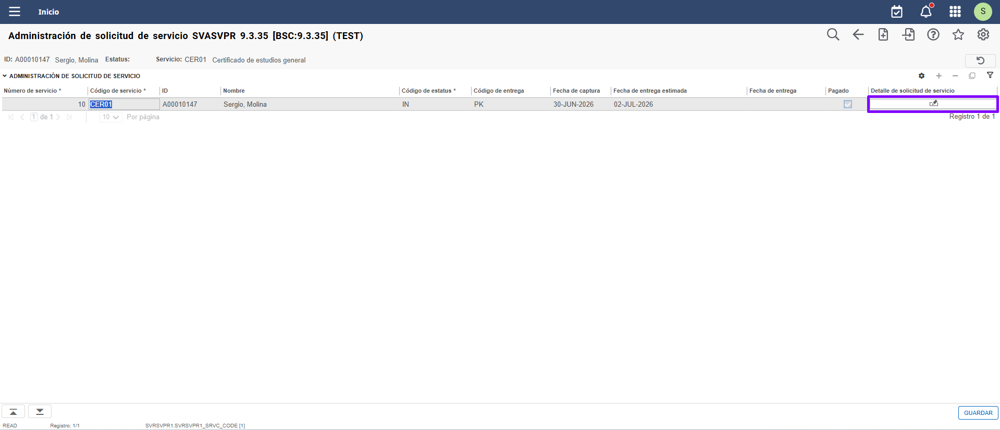 Inicio
S
Administración de solicitud de servicio SVASVPR 9.3.35 [BSC:9.3.35] (TEST)
ID: A00010147 Sergio, Molina Estatus: Servicio: CER01 Certificado de estudios general
ADMINISTRACIÓN DE SOLICITUD DE SERVICIO
Número de servicio * Código de servicio * ID Nombre Código de estatus * Código de entrega Fecha de captura Fecha de entrega estimada Fecha de entrega Pagado Detalle de solicitud de servicio
10 CER01 A00010147 Sergio, Molina IN PK 30-JUN-2026 02-JUL-2026
1 de 1 10 Por página Registro 1 de 1
GUARDAR
READ Registro: 1/1 SVRSVPR1.SVRSVPR1_SRVC_CODE [1]